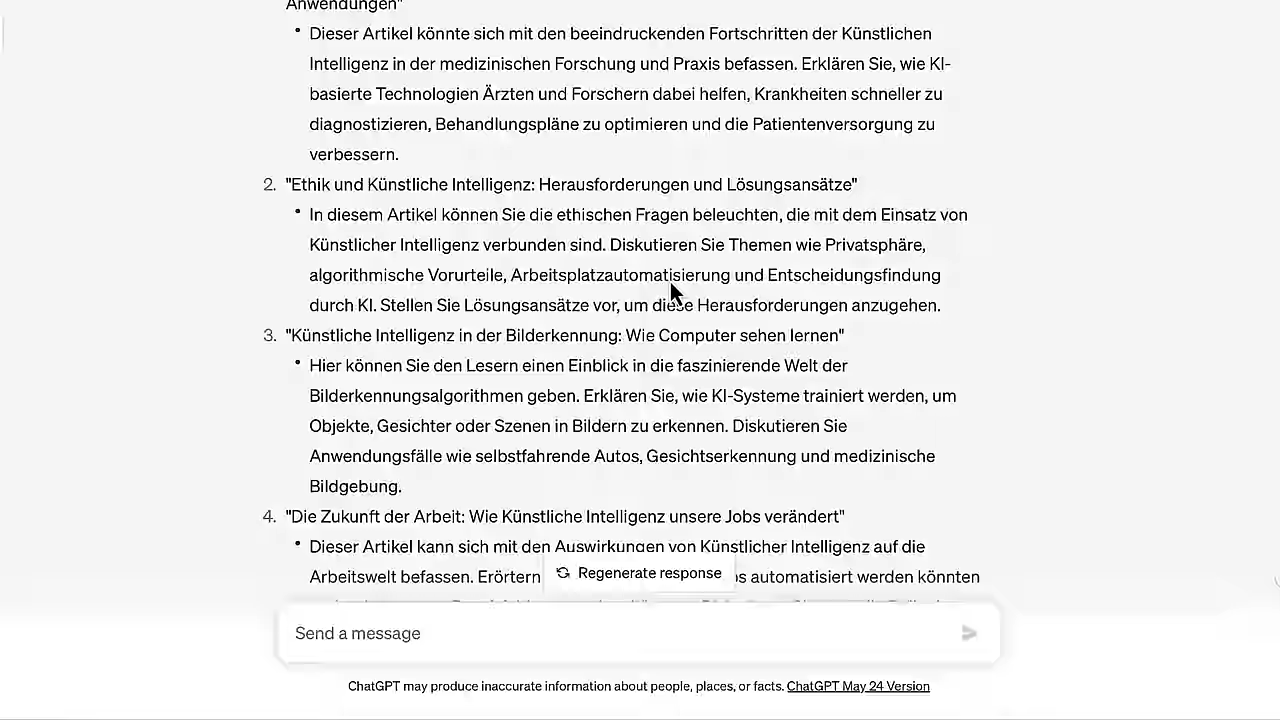 Anwendungen"
• Dieser Artikel könnte sich mit den beeindruckenden Fortschritten der Künstlichen
Intelligenz in der medizinischen Forschung und Praxis befassen. Erklären Sie, wie KI-
basierte Technologien Ärzten und Forschern dabei helfen, Krankheiten schneller zu
diagnostizieren, Behandlungspläne zu optimieren und die Patientenversorgung zu
verbessern.
2. "Ethik und Künstliche Intelligenz: Herausforderungen und Lösungsansätze"
• In diesem Artikel können Sie die ethischen Fragen beleuchten, die mit dem Einsatz von
Künstlicher Intelligenz verbunden sind. Diskutieren Sie Themen wie Privatsphäre,
algorithmische Vorurteile, Arbeitsplatzautomatisierung und Entscheidungsfindung
durch KI. Stellen Sie Lösungsansätze vor, um diese Herausforderungen anzugehen.
3. "Künstliche Intelligenz in der Bilderkennung: Wie Computer sehen lernen"
• Hier können Sie den Lesern einen Einblick in die faszinierende Welt der
Bilderkennungsalgorithmen geben. Erklären Sie, wie KI-Systeme trainiert werden, um
Objekte, Gesichter oder Szenen in Bildern zu erkennen. Diskutieren Sie
Anwendungsfälle wie selbstfahrende Autos, Gesichtserkennung und medizinische
Bildgebung.
4. "Die Zukunft der Arbeit: Wie Künstliche Intelligenz unsere Jobs verändert"
• Dieser Artikel kann sich mit den Auswirkungen von Künstlicher Intelligenz auf die
Arbeitswelt befassen. Erörtern automatisiert werden könnten
Regenerate response
Send a message
ChatGPT may produce inaccurate information about people, places, or facts. ChatGPT May 24 Version